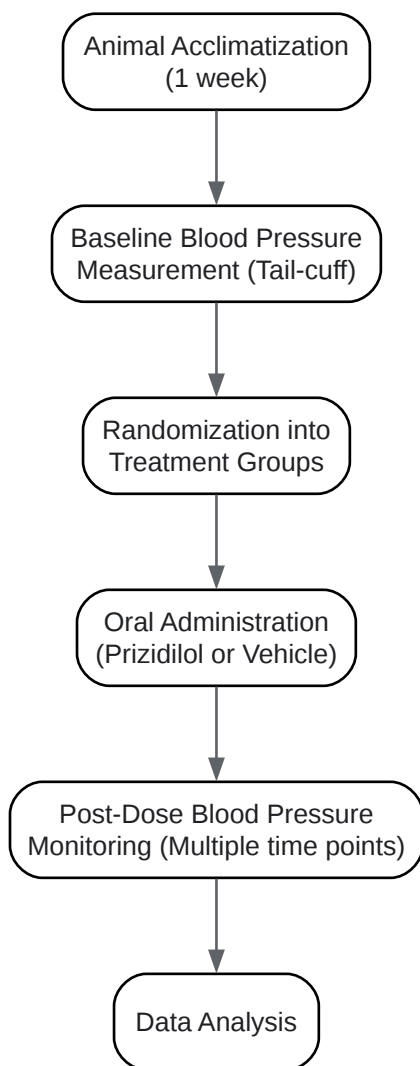 Animal Acclimatization
(1 week)
Baseline Blood Pressure
Measurement (Tail-cuff)
Randomization into
Treatment Groups
Oral Administration
(Prizidilol or Vehicle)
Post-Dose Blood Pressure
Monitoring (Multiple time points)
Data Analysis